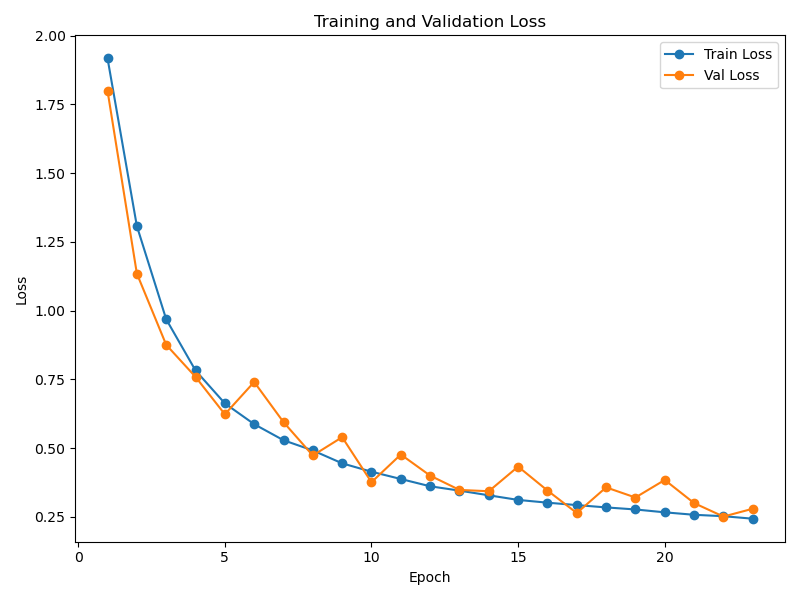 Training and Validation Loss
2.00
1.75
1.50
1.25
1.00
0.75
0.50
0.25
Loss
Train Loss
Val Loss
0 5 10 15 20
Epoch